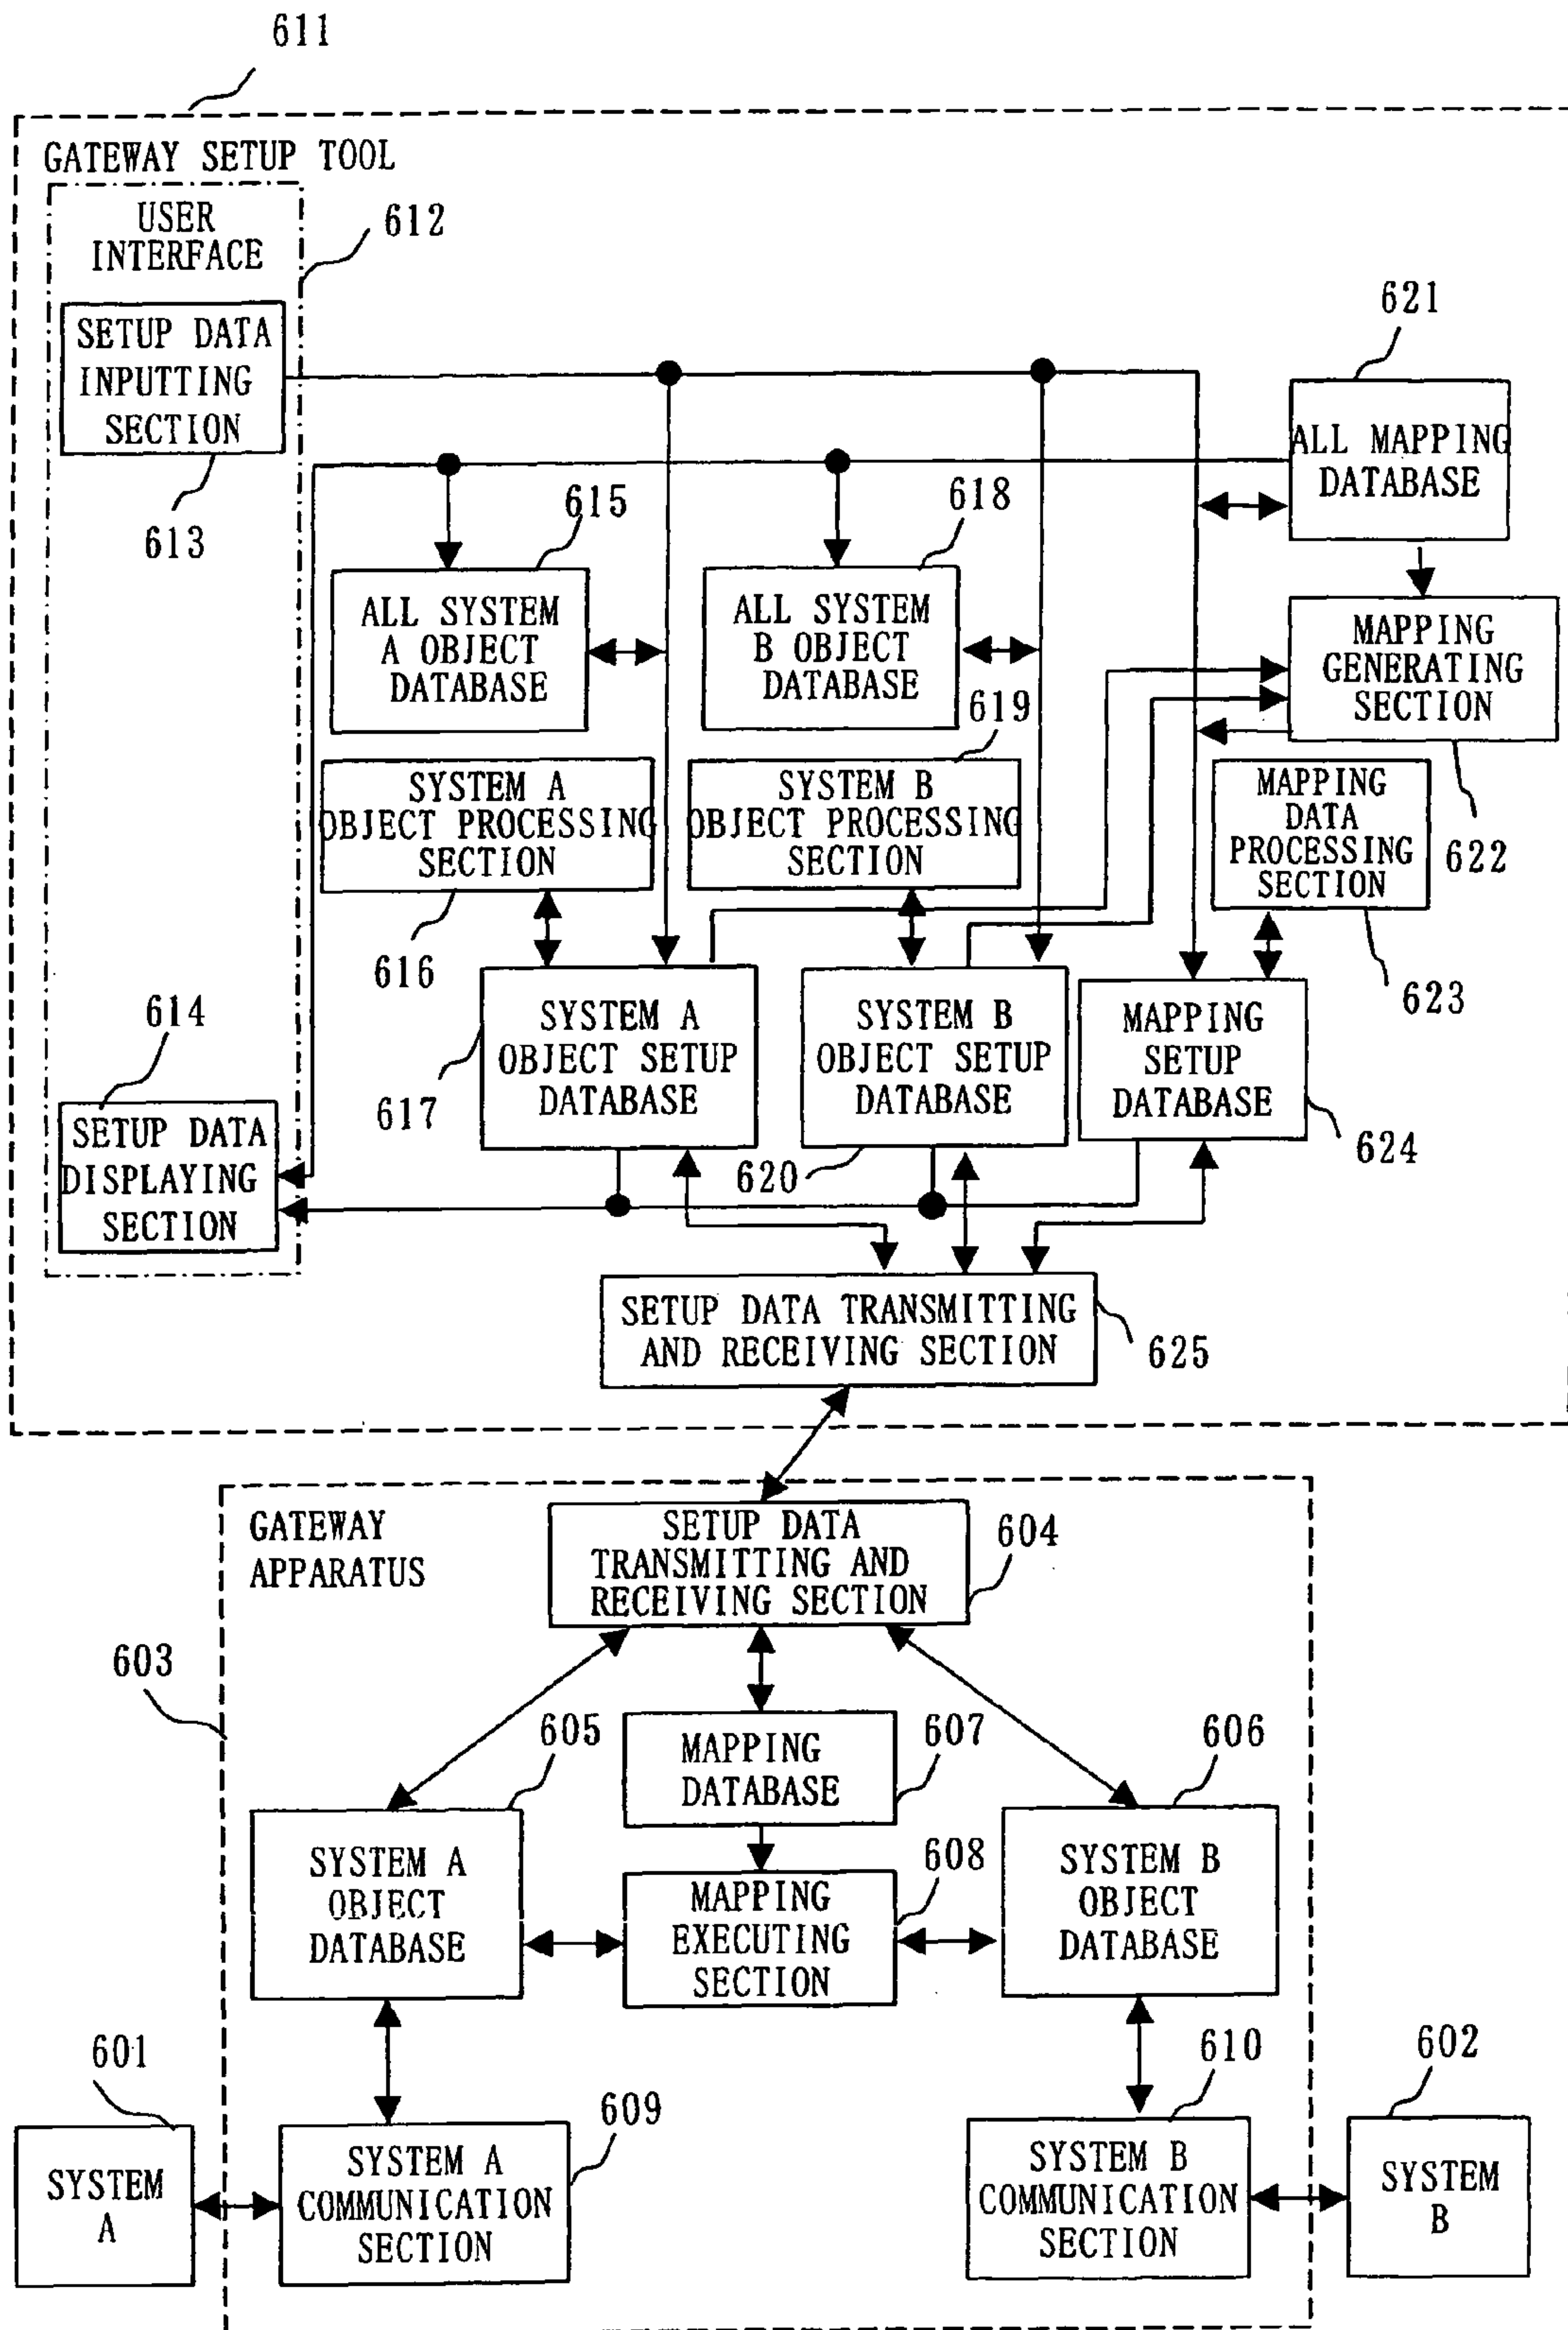 611
GATEWAY SETUP TOOL
USER
INTERFACE
612
SETUP DATA
INPUTTING
SECTION
613
621
ALL MAPPING
DATABASE
615
618
ALL SYSTEM
A OBJECT
DATABASE
ALL SYSTEM
B OBJECT
DATABASE
MAPPING
GENERATING
SECTION
622
619
SYSTEM A
OBJECT PROCESSING
SECTION
616
SYSTEM B
OBJECT PROCESSING
SECTION
MAPPING
DATA
PROCESSING
SECTION
623
614
SETUP DATA
DISPLAYING
SECTION
SYSTEM A
OBJECT SETUP
DATABASE
617
SYSTEM B
OBJECT SETUP
DATABASE
620
MAPPING
SETUP
DATABASE
624
SETUP DATA TRANSMITTING
AND RECEIVING SECTION
625
GATEWAY
APPARATUS
SETUP DATA
TRANSMITTING AND
RECEIVING SECTION
604
603
605
MAPPING
DATABASE
607
606
SYSTEM A
OBJECT
DATABASE
608
MAPPING
EXECUTING
SECTION
SYSTEM B
OBJECT
DATABASE
601
SYSTEM
A
609
SYSTEM A
COMMUNICATION
SECTION
610
SYSTEM B
COMMUNICATION
SECTION
602
SYSTEM
B